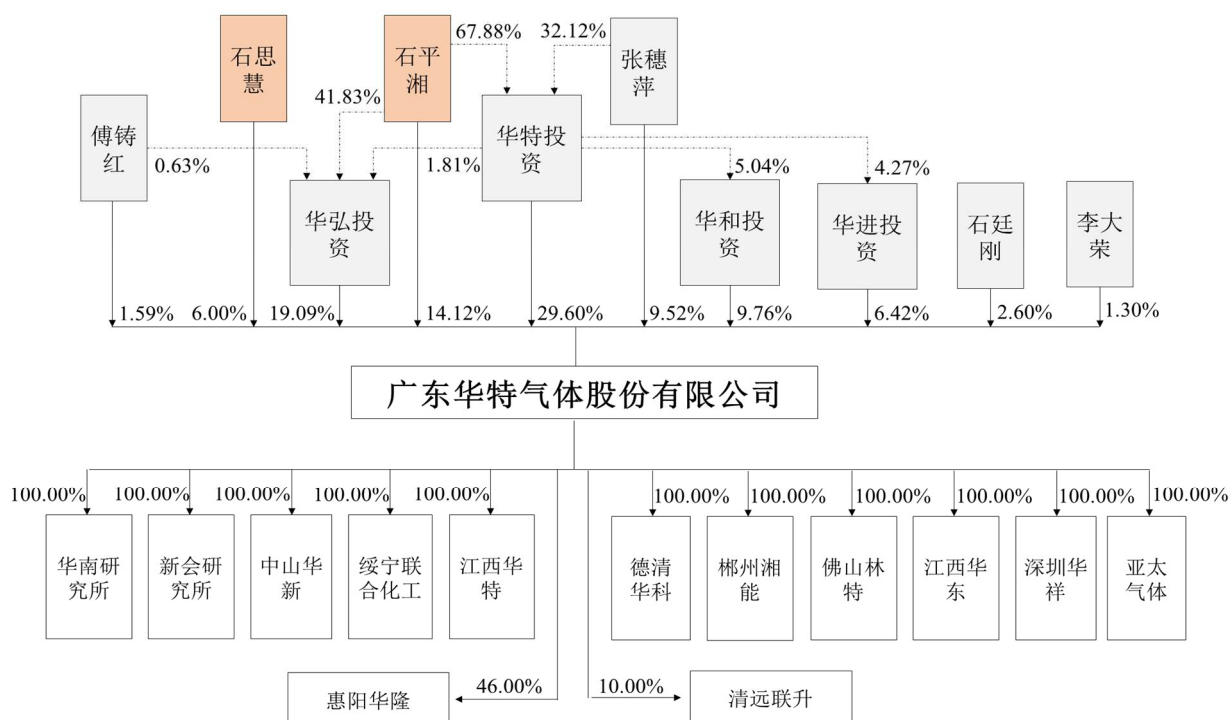 67.88%
32.12%
石思
慧
石平
湘
张穗
萍
41.83%
傅铸
红
华特投
资
0.63%
1.81%
5.04%
4.27%
华弘投
资
华和投
资
华进投
资
石廷
刚
李大
荣
1.59%
6.00%
19.09%
14.12%
29.60%
9.52%
9.76%
6.42%
2.60%
1.30%
广东华特气体股份有限公司
100.00%
100.00%
100.00%
100.00%
100.00%
100.00%
100.00%
100.00%
100.00%
100.00%
100.00%
华南研
究所
新会研
究所
中山华
新
绥宁联
合化工
江西华
特
德清
华科
郴州湘
能
佛山林
特
江西华
东
深圳华
祥
亚太
气体
惠阳华隆
46.00%
10.00%
清远联升